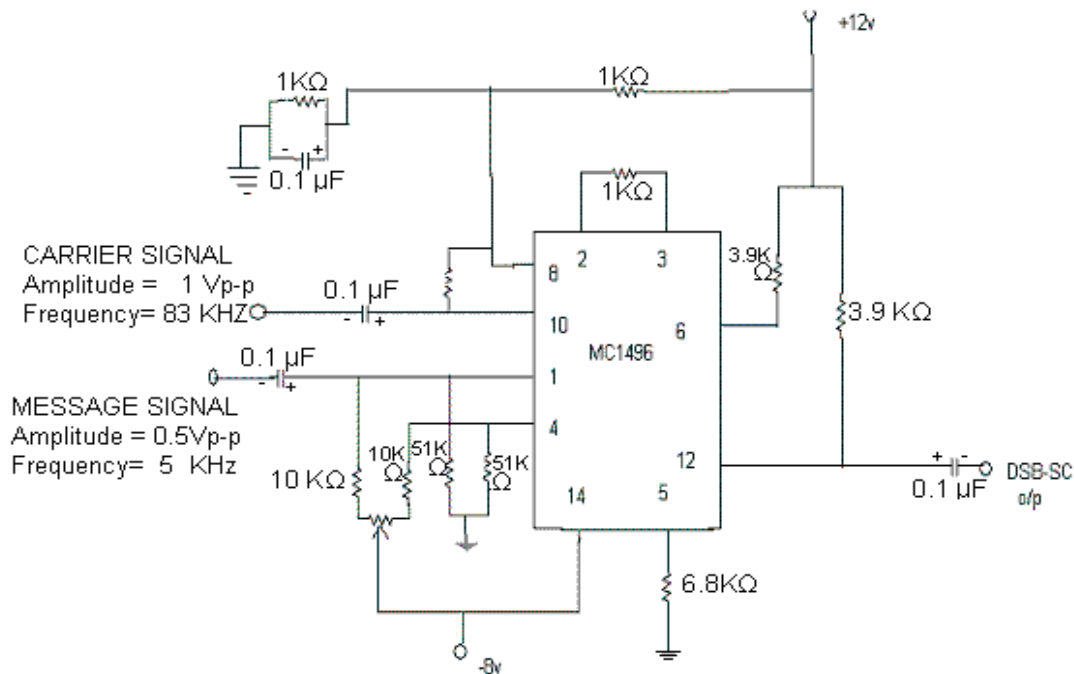 +12v
1KΩ
1KΩ
- +
0.1 µF
1KΩ
CARRIER SIGNAL
Amplitude = 1 Vp-p
Frequency= 83 KHZ
0.1 µF
- +
2
3
8
10
MC1496
6
3.9K
Ω
3.9 KΩ
0.1 µF
- +
1
MESSAGE SIGNAL
Amplitude = 0.5Vp-p
Frequency= 5 KHz
4
10 KΩ
10K
Ω
51K
Ω
51K
Ω
12
14
5
+ -
0.1 µF
DSB-SC
o/p
6.8KΩ
-8v